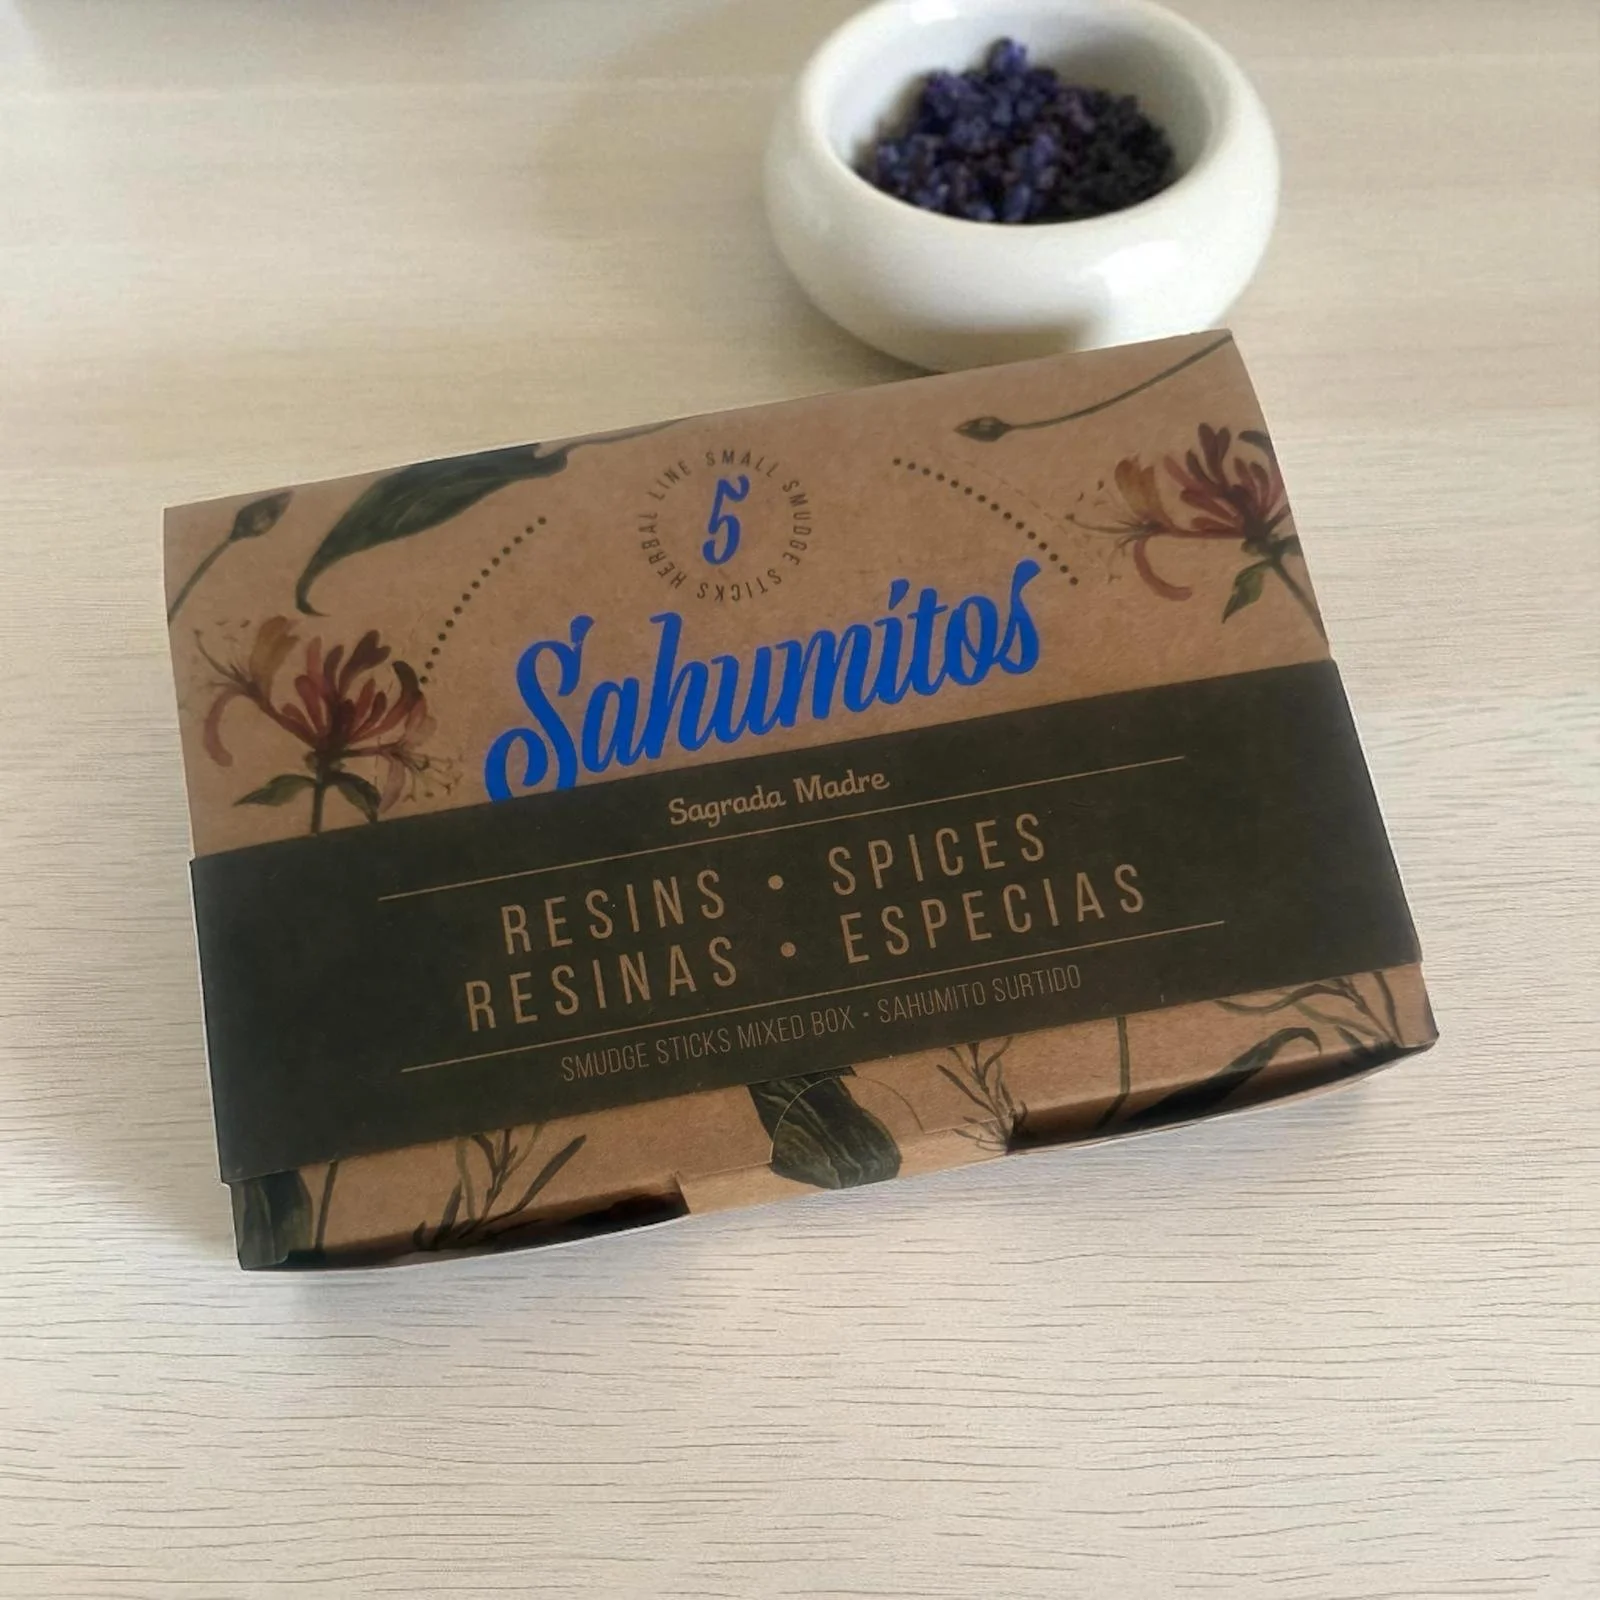 HERBAL LINE SMALL SMUDGE STICKS
5
Sahumitos
Sagrada Madre
RESINS • SPICES
RESINAS • ESPECIAS
SMUDGE STICKS MIXED BOX • SAHUMITO SURTIDO